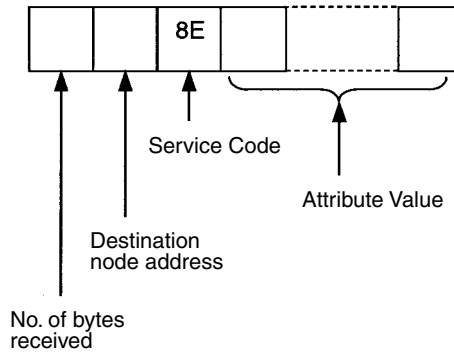 8E
Service Code
Attribute Value
Destination
node address
No. of bytes
received